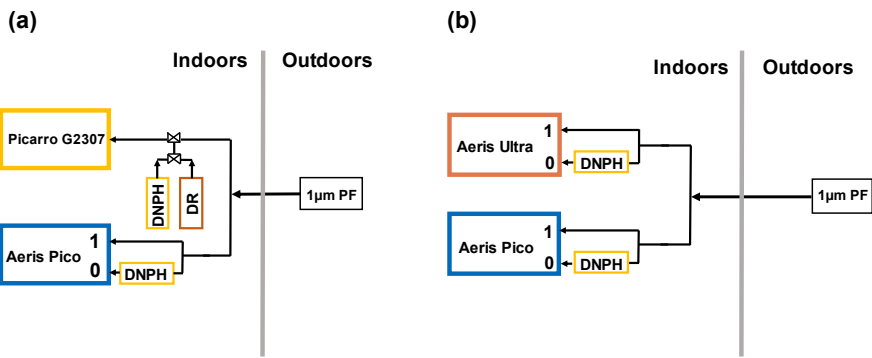 (a)
Indoors Outdoors
Picarro G2307
DNPH
DR
1µm PF
Aeris Pico
1
0
DNPH
(b)
Indoors Outdoors
Aeris Ultra
1
0
DNPH
1µm PF
Aeris Pico
1
0
DNPH